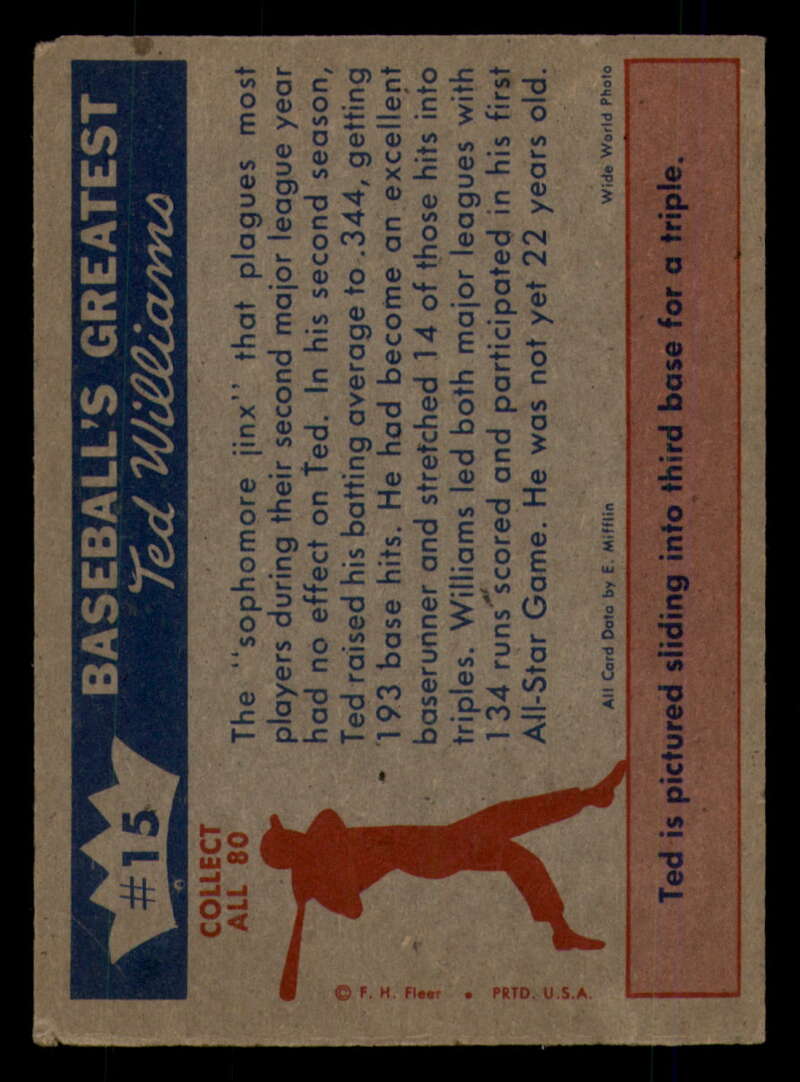 #15
BASEBALL'S GREATEST
Ted Williams
COLLECT
ALL 80
The "sophomore jinx" that plagues most
players during their second major league year
had no effect on Ted. In his second season,
Ted raised his batting average to .344, getting
193 base hits. He had become an excellent
baserunner and stretched 14 of those hits into
triples. Williams led both major leagues with
134 runs scored and participated in his first
All-Star Game. He was not yet 22 years old.
All Card Data by E. Mifflin Wide World Photo
© F. H. Fleer • PRTD. U.S.A.
Ted is pictured sliding into third base for a triple.